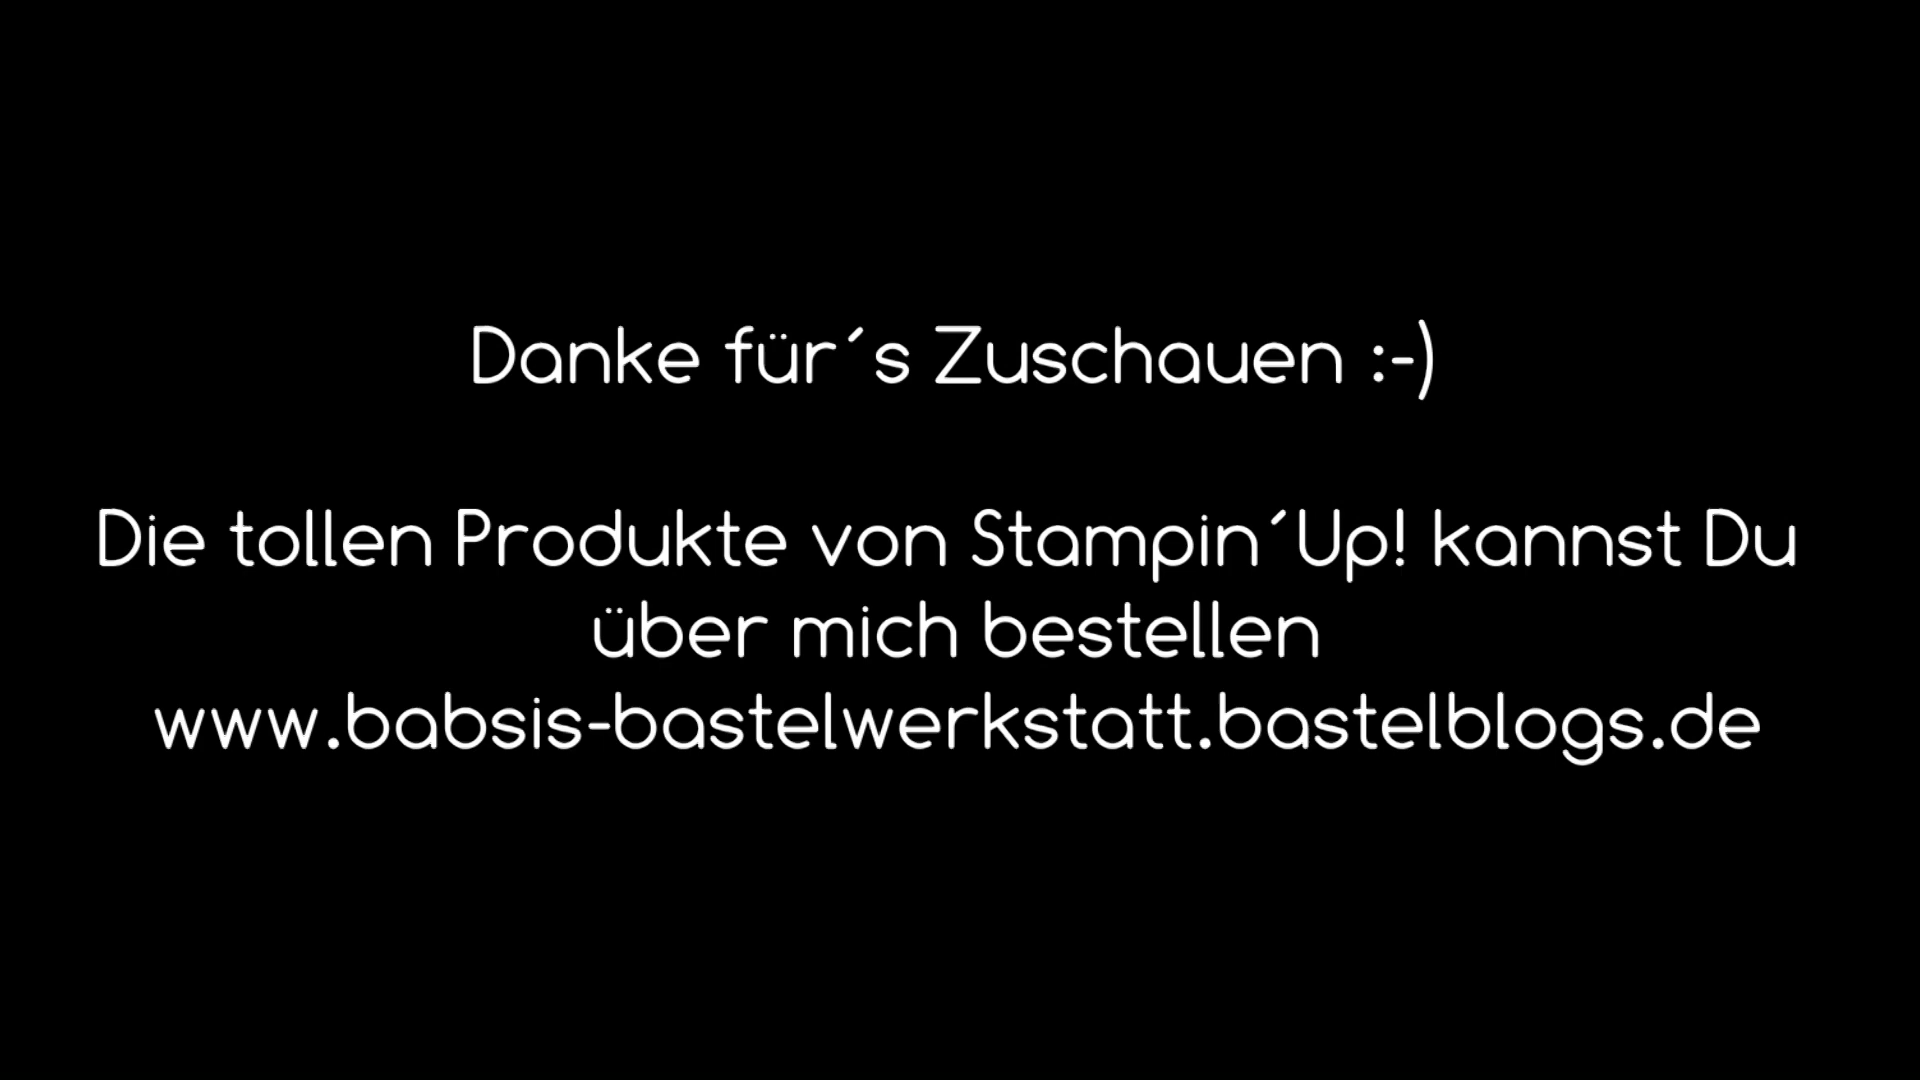 Danke für´s Zuschauen :-)
Die tollen Produkte von Stampin´Up! kannst Du
über mich bestellen
www.babsis-bastelwerkstatt.bastelblogs.de